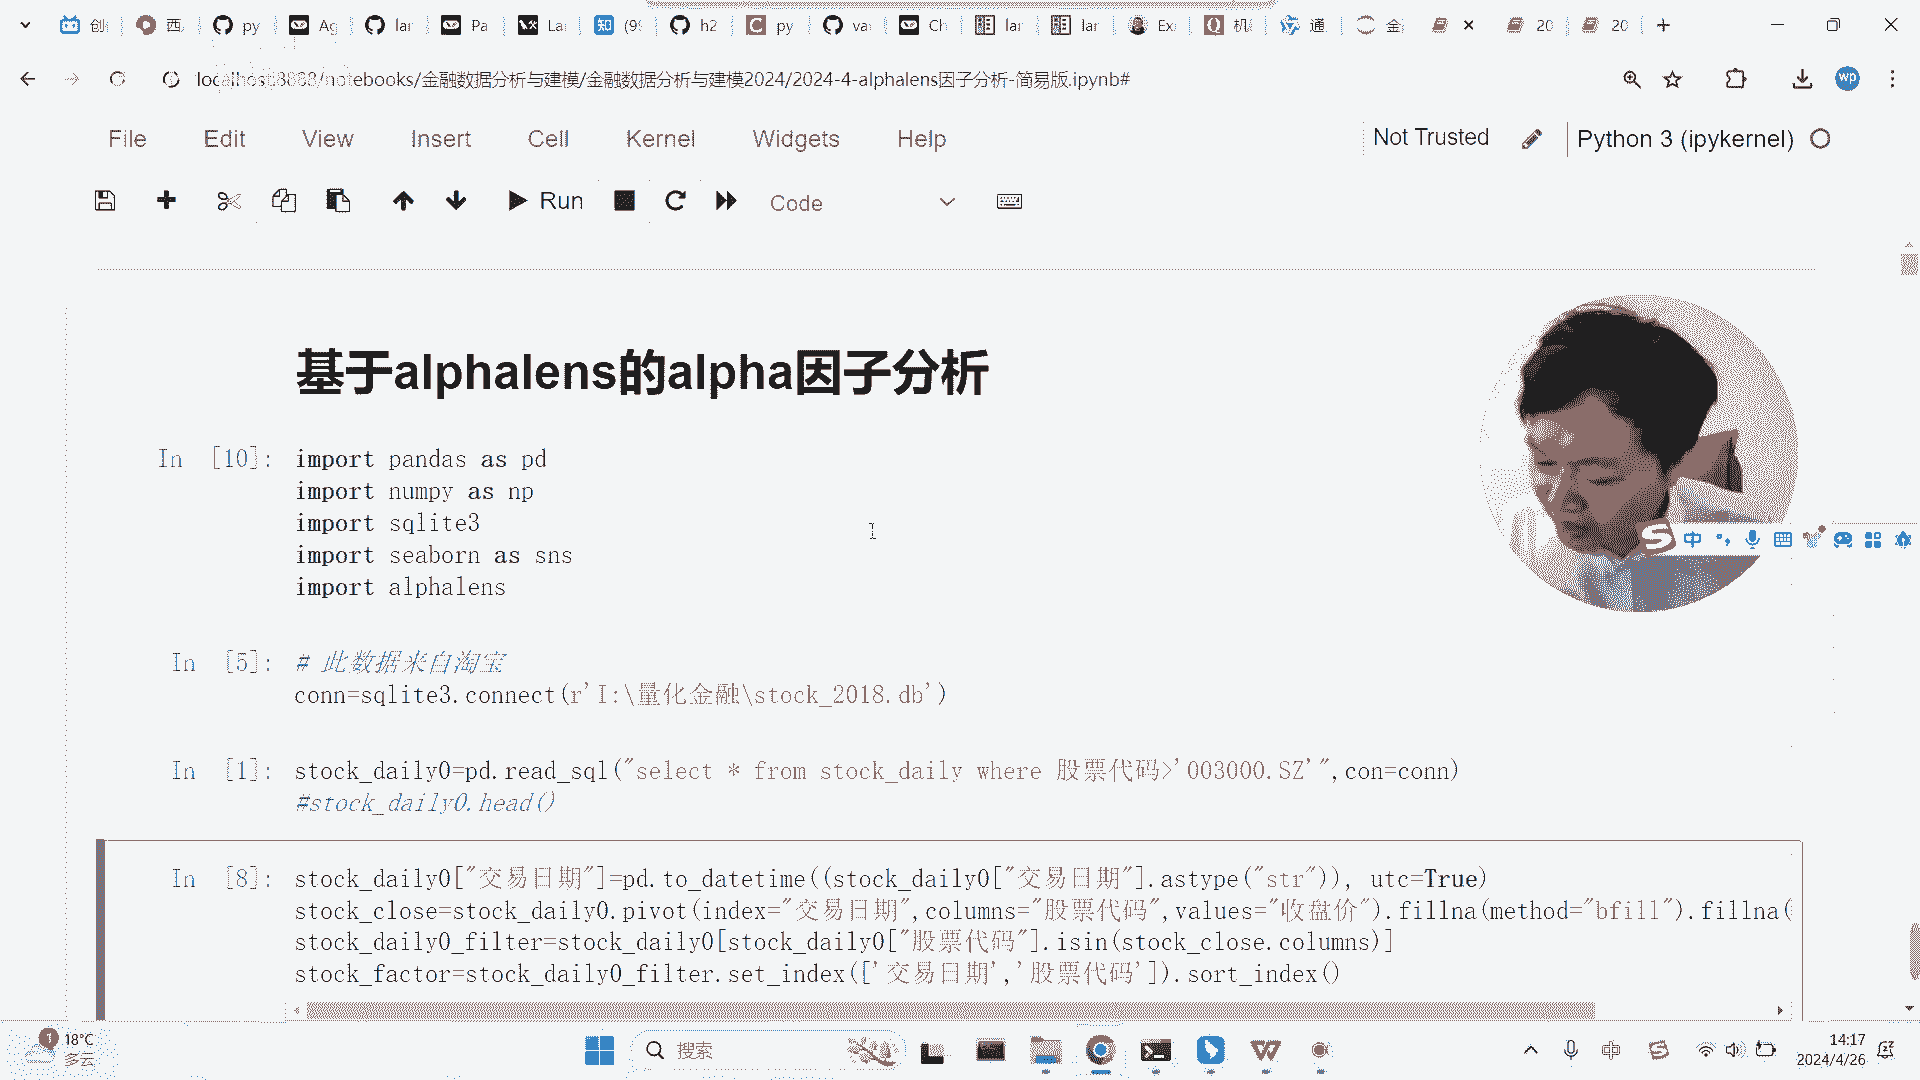 创
西
py
Ag
lar
Pa
La
知 (9
h2
py
va
Ch
lar
lar
Ex
机
通
金
20
20
localhost:8888/notebooks/金融数据分析与建模/金融数据分析与建模2024/2024-4-alphalens因子分析-简易版.ipynb#
wp
File Edit View Insert Cell Kernel Widgets Help
Not Trusted
Python 3 (ipykernel)
Run
Code
基于alphalens的alpha因子分析
In [10]: import pandas as pd
import numpy as np
import sqlite3
import seaborn as sns
import alphalens
In [5]: # 此数据来自淘宝
conn=sqlite3.connect(r'I:\量化金融\stock_2018.db')
In [1]: stock_daily0=pd.read_sql("select * from stock_daily where 股票代码>'003000.SZ'",con=conn)
#stock_daily0.head()
In [8]: stock_daily0["交易日期"]=pd.to_datetime((stock_daily0["交易日期"].astype("str")), utc=True)
stock_close=stock_daily0.pivot(index="交易日期",columns="股票代码",values="收盘价").fillna(method="bfill").fillna(
stock_daily0_filter=stock_daily0[stock_daily0["股票代码"].isin(stock_close.columns)]
stock_factor=stock_daily0_filter.set_index(['交易日期','股票代码']).sort_index()
中
1
18°C
多云
搜索
中
14:17
2024/4/26